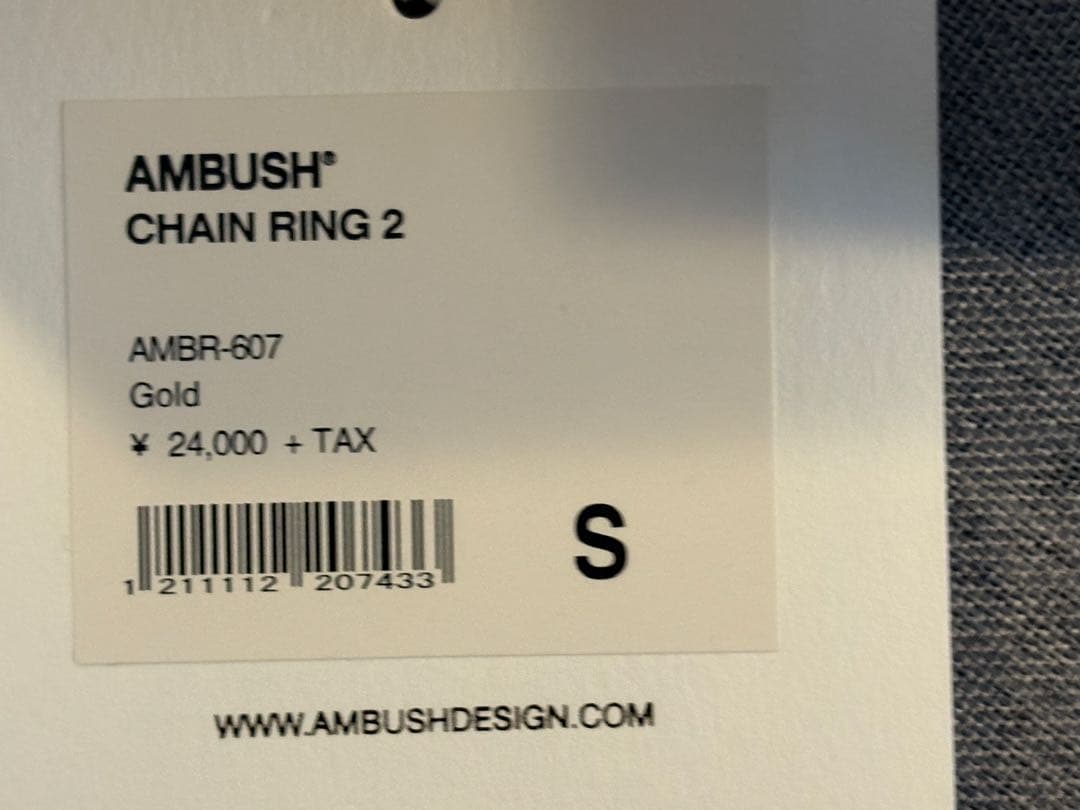 AMBUSH®
CHAIN RING 2
AMBR-607
Gold
¥ 24,000 + TAX
1 211112 207433
S
WWW.AMBUSHDESIGN.COM